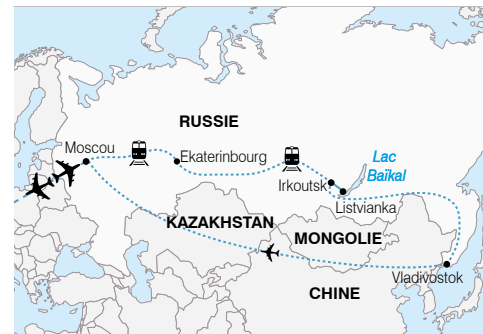 RUSSIE
Moscou
Ekaterinbourg
Lac
Baïkal
Irkoutsk
Listvianka
KAZAKHSTAN
MONGOLIE
Vladivostok
CHINE